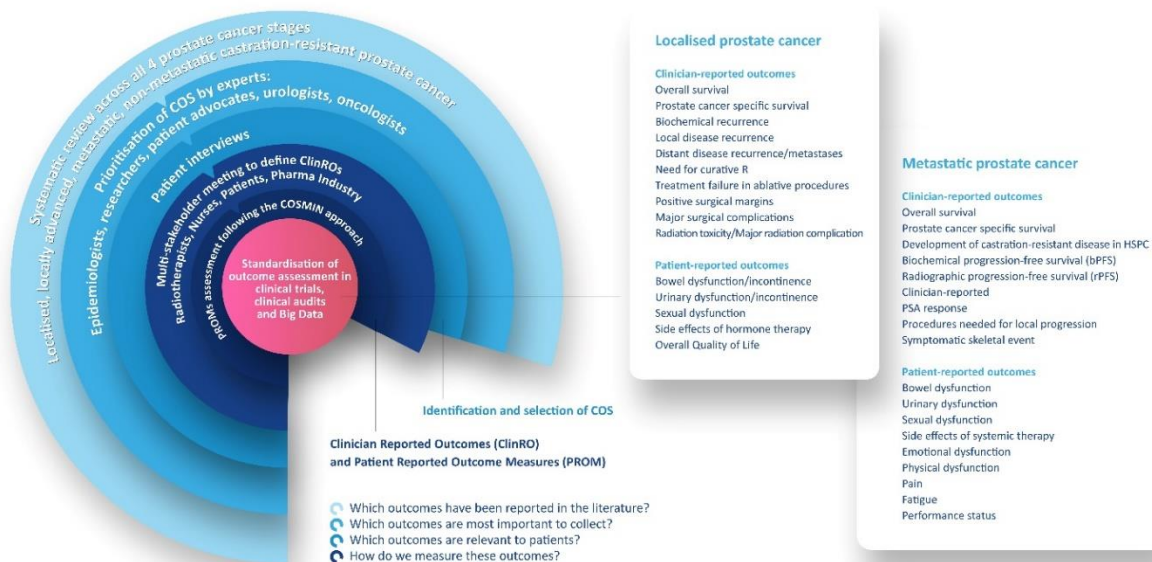 Systematic review across all 4 prostate cancer stages
Localised, locally advanced, metastatic, non-metastatic castration-resistant prostate cancer
Prioritisation of COS by experts:
Epidemiologists, researchers, patient advocates, urologists, oncologists
Patient interviews
Multi-stakeholder meeting to define ClinROs
Radiotherapists, Nurses, Patients, Pharma Industry
PROMs assessment following the COSMIN approach
Standardisation of
outcome assessment in
clinical trials,
clinical audits
and Big Data
Identification and selection of COS
Clinician Reported Outcomes (ClinRO)
and Patient Reported Outcome Measures (PROM)
Which outcomes have been reported in the literature?
Which outcomes are most important to collect?
Which outcomes are relevant to patients?
How do we measure these outcomes?
Localised prostate cancer
Clinician-reported outcomes
Overall survival
Prostate cancer specific survival
Biochemical recurrence
Local disease recurrence
Distant disease recurrence/metastases
Need for curative R
Treatment failure in ablative procedures
Positive surgical margins
Major surgical complications
Radiation toxicity/Major radiation complication
Patient-reported outcomes
Bowel dysfunction/incontinence
Urinary dysfunction/incontinence
Sexual dysfunction
Side effects of hormone therapy
Overall Quality of Life
Metastatic prostate cancer
Clinician-reported outcomes
Overall survival
Prostate cancer specific survival
Development of castration-resistant disease in HSPC
Biochemical progression-free survival (bPFS)
Radiographic progression-free survival (rPFS)
Clinician-reported
PSA response
Procedures needed for local progression
Symptomatic skeletal event
Patient-reported outcomes
Bowel dysfunction
Urinary dysfunction
Sexual dysfunction
Side effects of systemic therapy
Emotional dysfunction
Physical dysfunction
Pain
Fatigue
Performance status